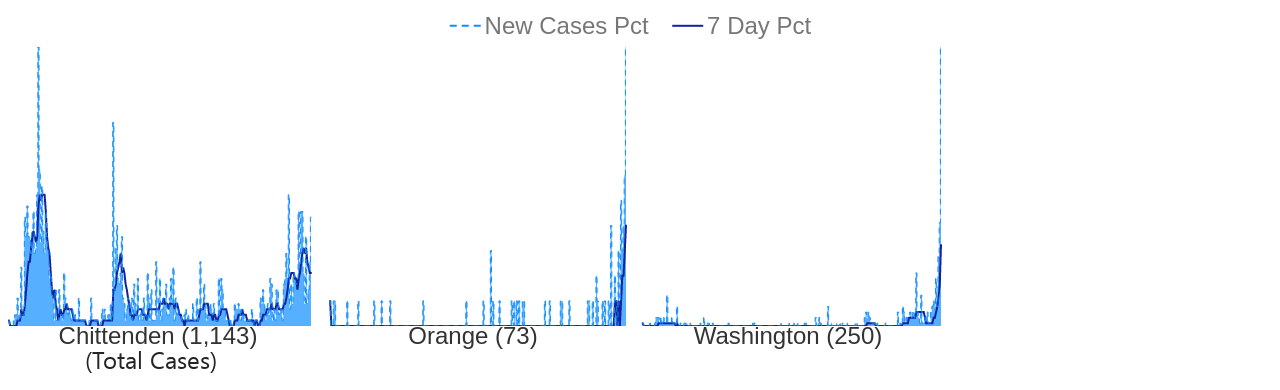 New Cases Pct 7 Day Pct
Chittenden (1,143) Orange (73) Washington (250)
(Total Cases)